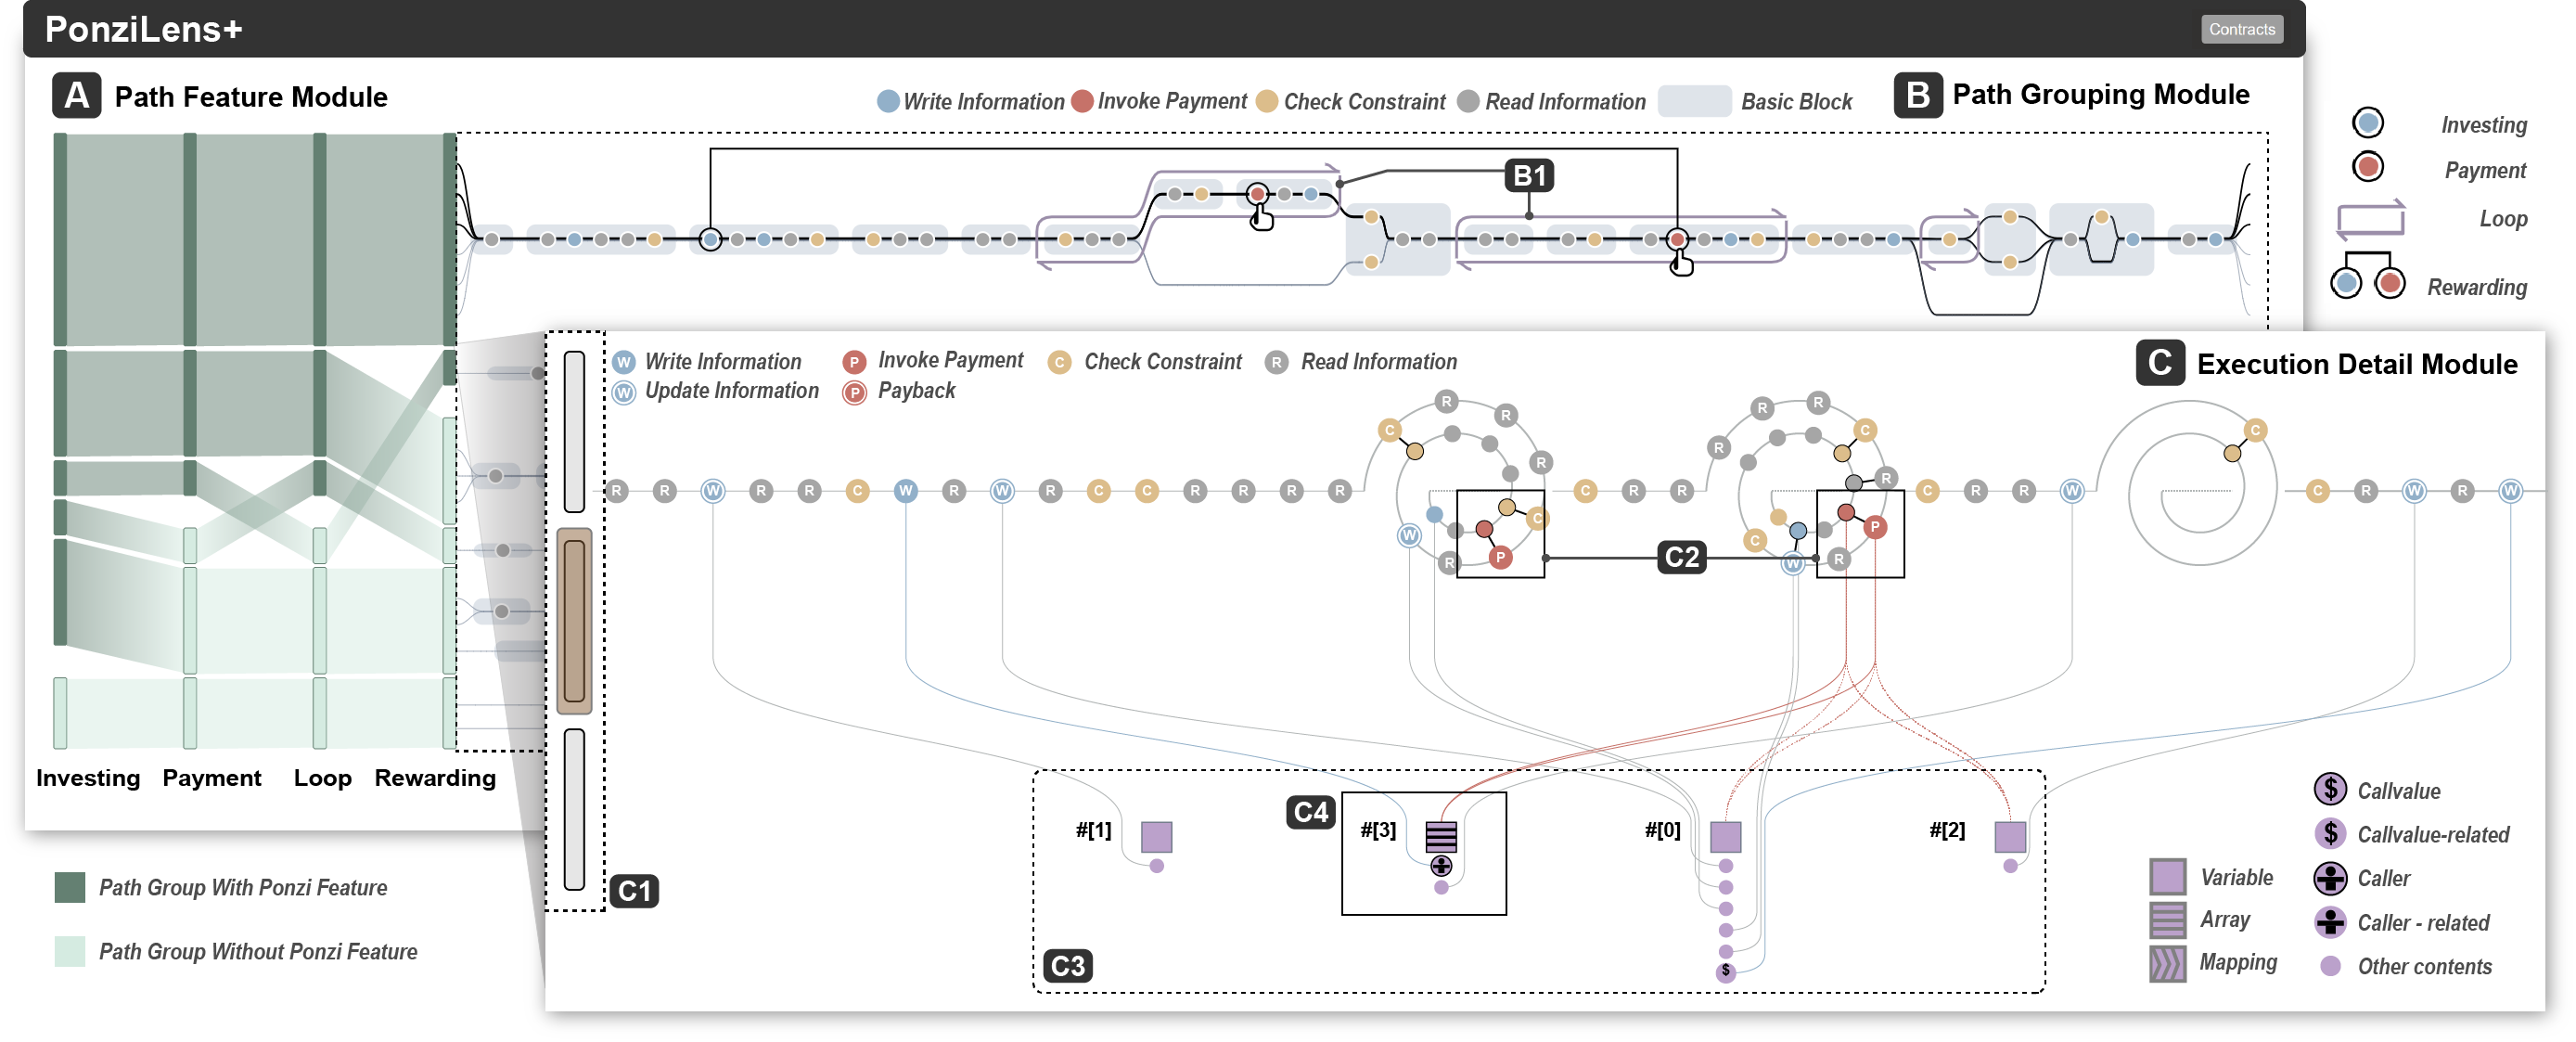 PonziLens+
Contracts
A Path Feature Module
Write Information Invoke Payment Check Constraint Read Information Basic Block
B Path Grouping Module
Investing
Payment
Loop
Rewarding
B1
W Write Information P Invoke Payment C Check Constraint R Read Information
W Update Information P Payback
C Execution Detail Module
R R R R
C R R C R C
R R R
R R W R R C W R W R C C R R R R C R R C R R W C R W R W
W C C P
R P W R
C2
Investing Payment Loop Rewarding
C4
#[1] #[3] #[0] #[2]
$
C1
C3
Path Group With Ponzi Feature
Path Group Without Ponzi Feature
Variable
Array
Mapping
$ Callvalue
$ Callvalue-related
Caller
Caller - related
Other contents